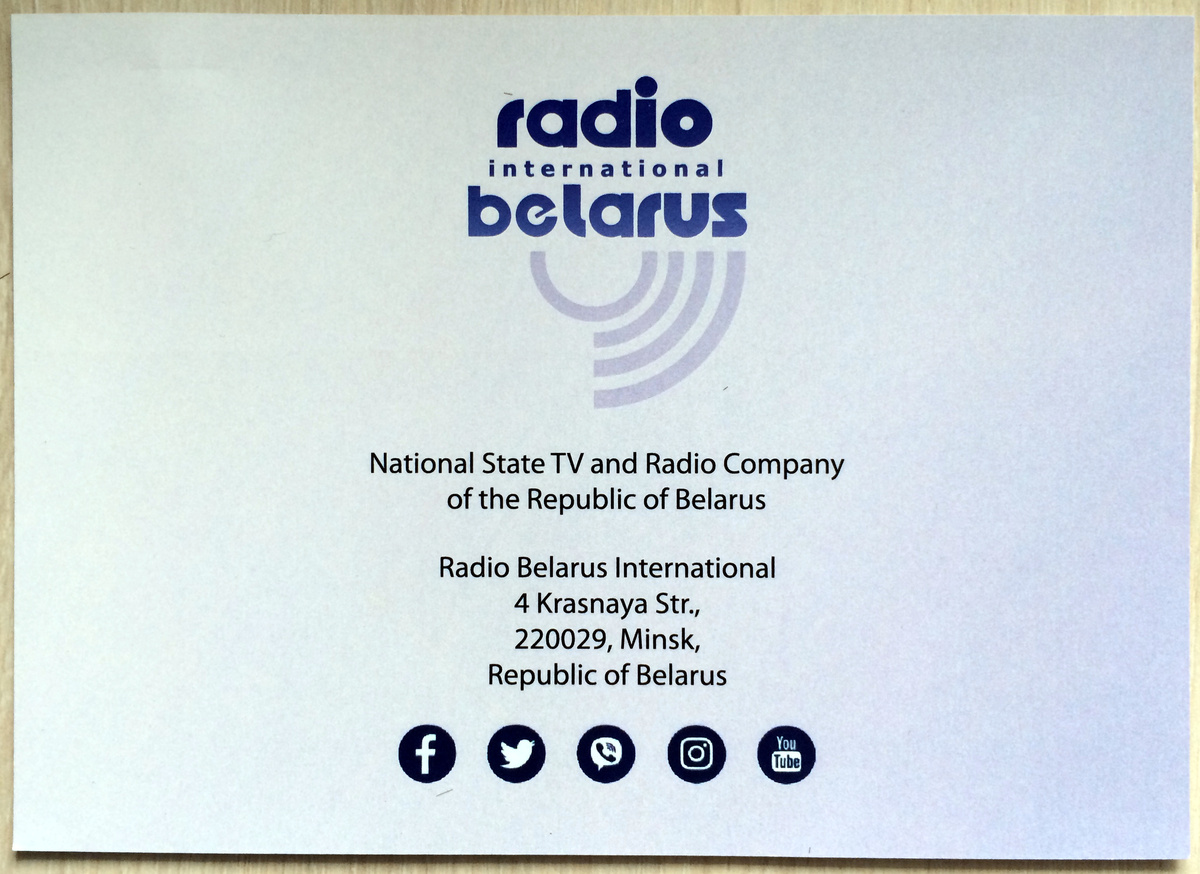 radio
international
belarus
National State TV and Radio Company
of the Republic of Belarus
Radio Belarus International
4 Krasnaya Str.,
220029, Minsk,
Republic of Belarus
You
Tube